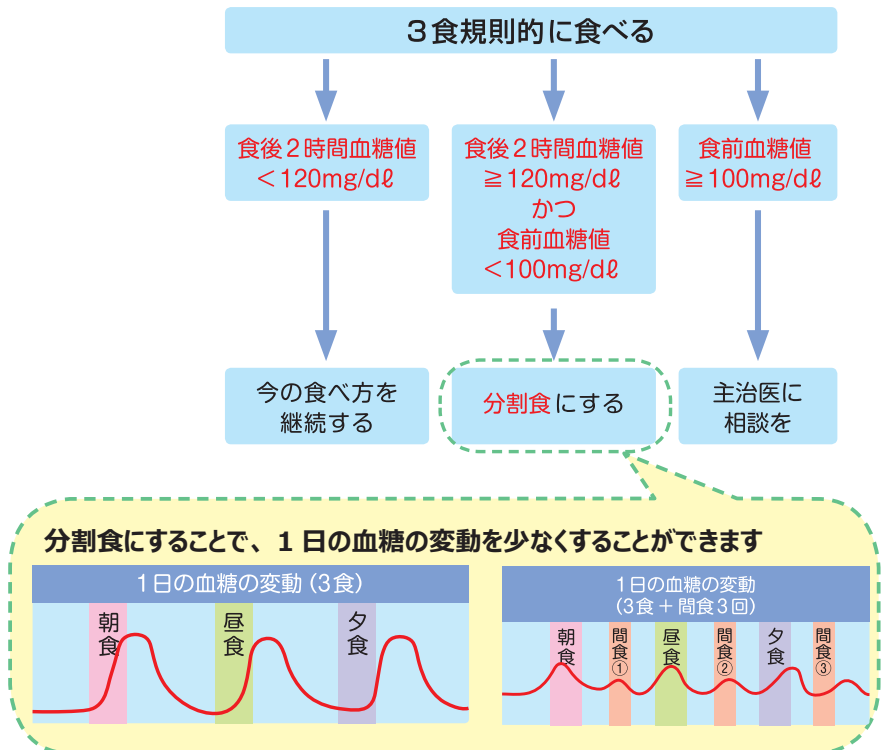 3食規則的に食べる
食後2時間血糖値
＜120mg/dℓ
食後2時間血糖値
≧120mg/dℓ
かつ
食前血糖値
＜100mg/dℓ
食前血糖値
≧100mg/dℓ
今の食べ方を
継続する
分割食にする
主治医に
相談を
分割食にすることで、1日の血糖の変動を少なくすることができます
1日の血糖の変動（3食）
朝食
昼食
夕食
1日の血糖の変動
（3食＋間食3回）
朝食
間食①
昼食
間食②
夕食
間食③